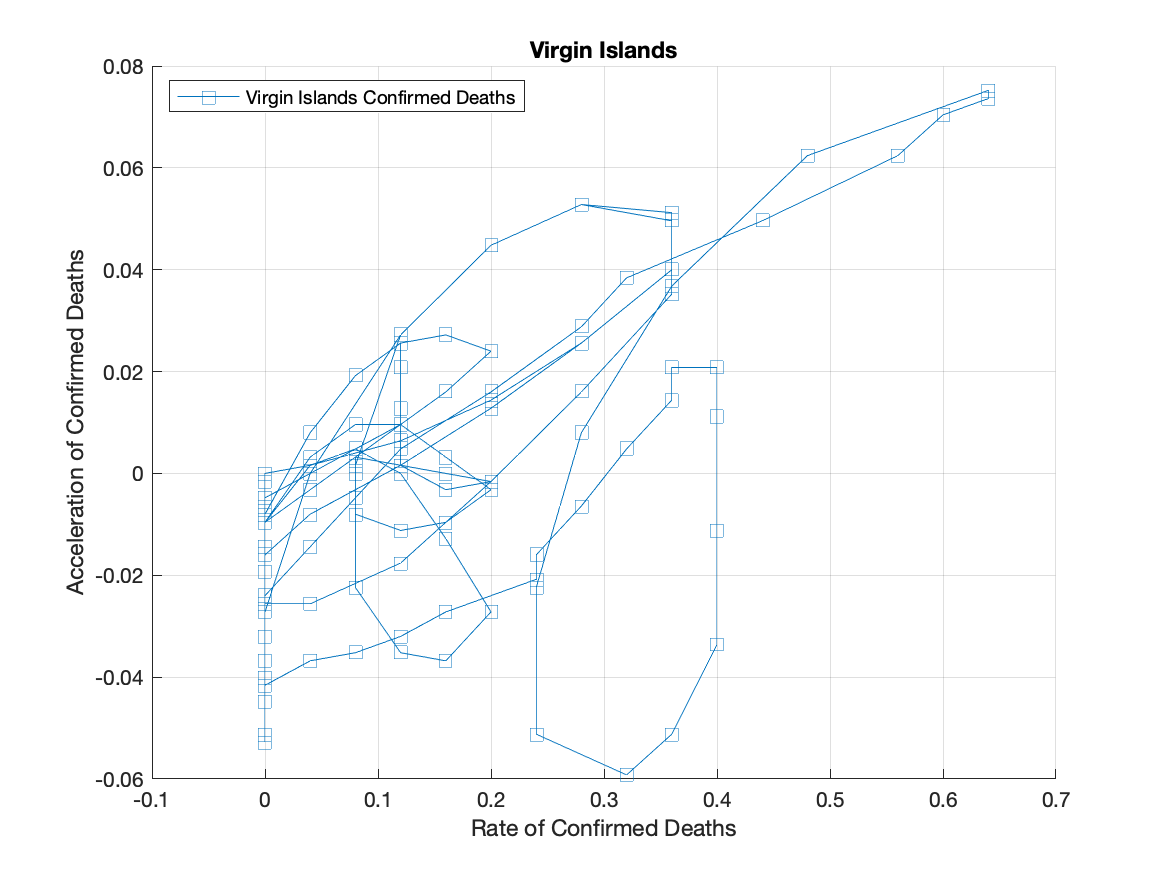 Virgin Islands
Virgin Islands Confirmed Deaths
Acceleration of Confirmed Deaths
0.08
0.06
0.04
0.02
0
-0.02
-0.04
-0.06
-0.1 0 0.1 0.2 0.3 0.4 0.5 0.6 0.7
Rate of Confirmed Deaths